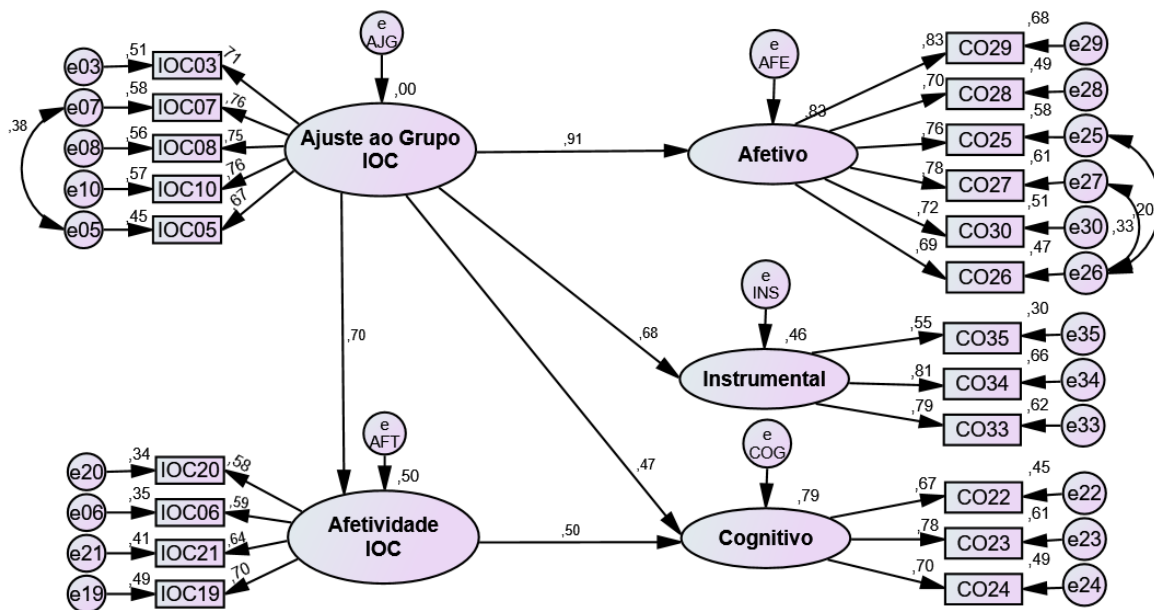 e
AJG
,00
e03
,51
IOC03
,71
e07
,58
IOC07
,76
,38
e08
,56
IOC08
,75
e10
,57
IOC10
,76
e05
,45
IOC05
,67
Ajuste ao Grupo
IOC
,91
,70
,68
,47
e
AFE
,83
Afetivo
,83
CO29
,68
e29
,70
CO28
,49
e28
,76
CO25
,58
e25
,78
CO27
,61
e27
,72
CO30
,51
e30
,69
CO26
,47
e26
,33
,20
e
INS
,46
Instrumental
,55
CO35
,30
e35
,81
CO34
,66
e34
,79
CO33
,62
e33
e
AFT
,50
e20
,34
IOC20
,58
e06
,35
IOC06
,59
e21
,41
IOC21
,64
e19
,49
IOC19
,70
Afetividade
IOC
,50
e
COG
,79
Cognitivo
,67
CO22
,45
e22
,78
CO23
,61
e23
,70
CO24
,49
e24